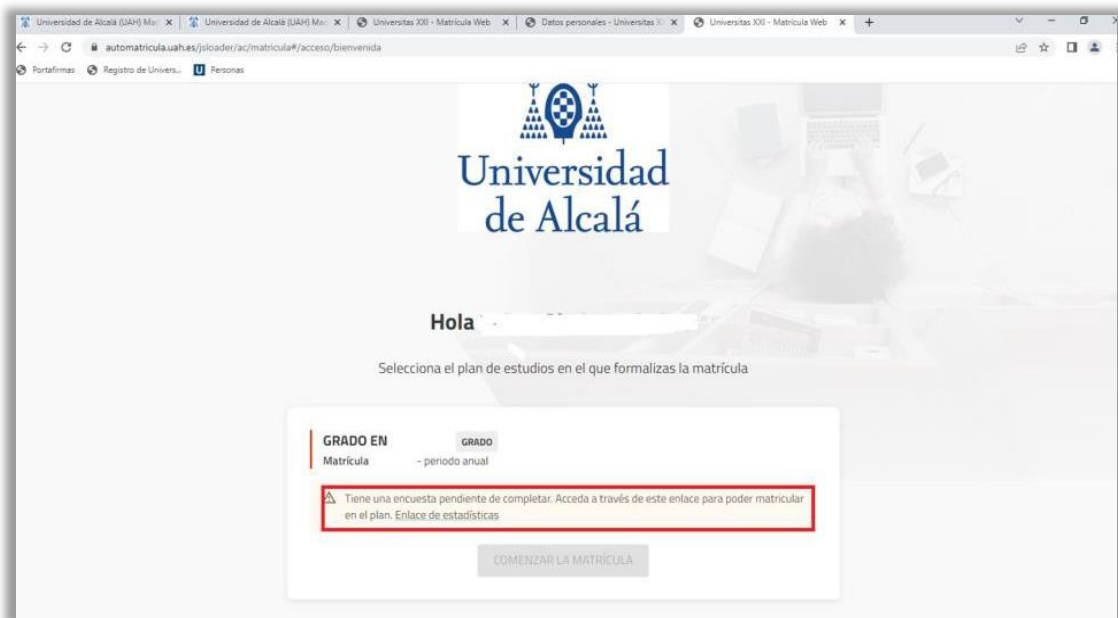 Universidad de Alcalá (UAH) Mac
Universidad de Alcalá (UAH) Mac
Universitas XXI - Matrícula Web
Datos personales - Universitas X
Universitas XXI - Matrícula Web
automatricula.uah.es/jsloader/ac/matricula#/acceso/bienvenida
Portafirmas
Registro de Univers...
Personas
Universidad
de Alcalá
Hola
Selecciona el plan de estudios en el que formalizas la matrícula
GRADO EN GRADO
Matrícula - periodo anual
Tiene una encuesta pendiente de completar. Acceda a través de este enlace para poder matricular
en el plan. Enlace de estadísticas
COMENZAR LA MATRÍCULA